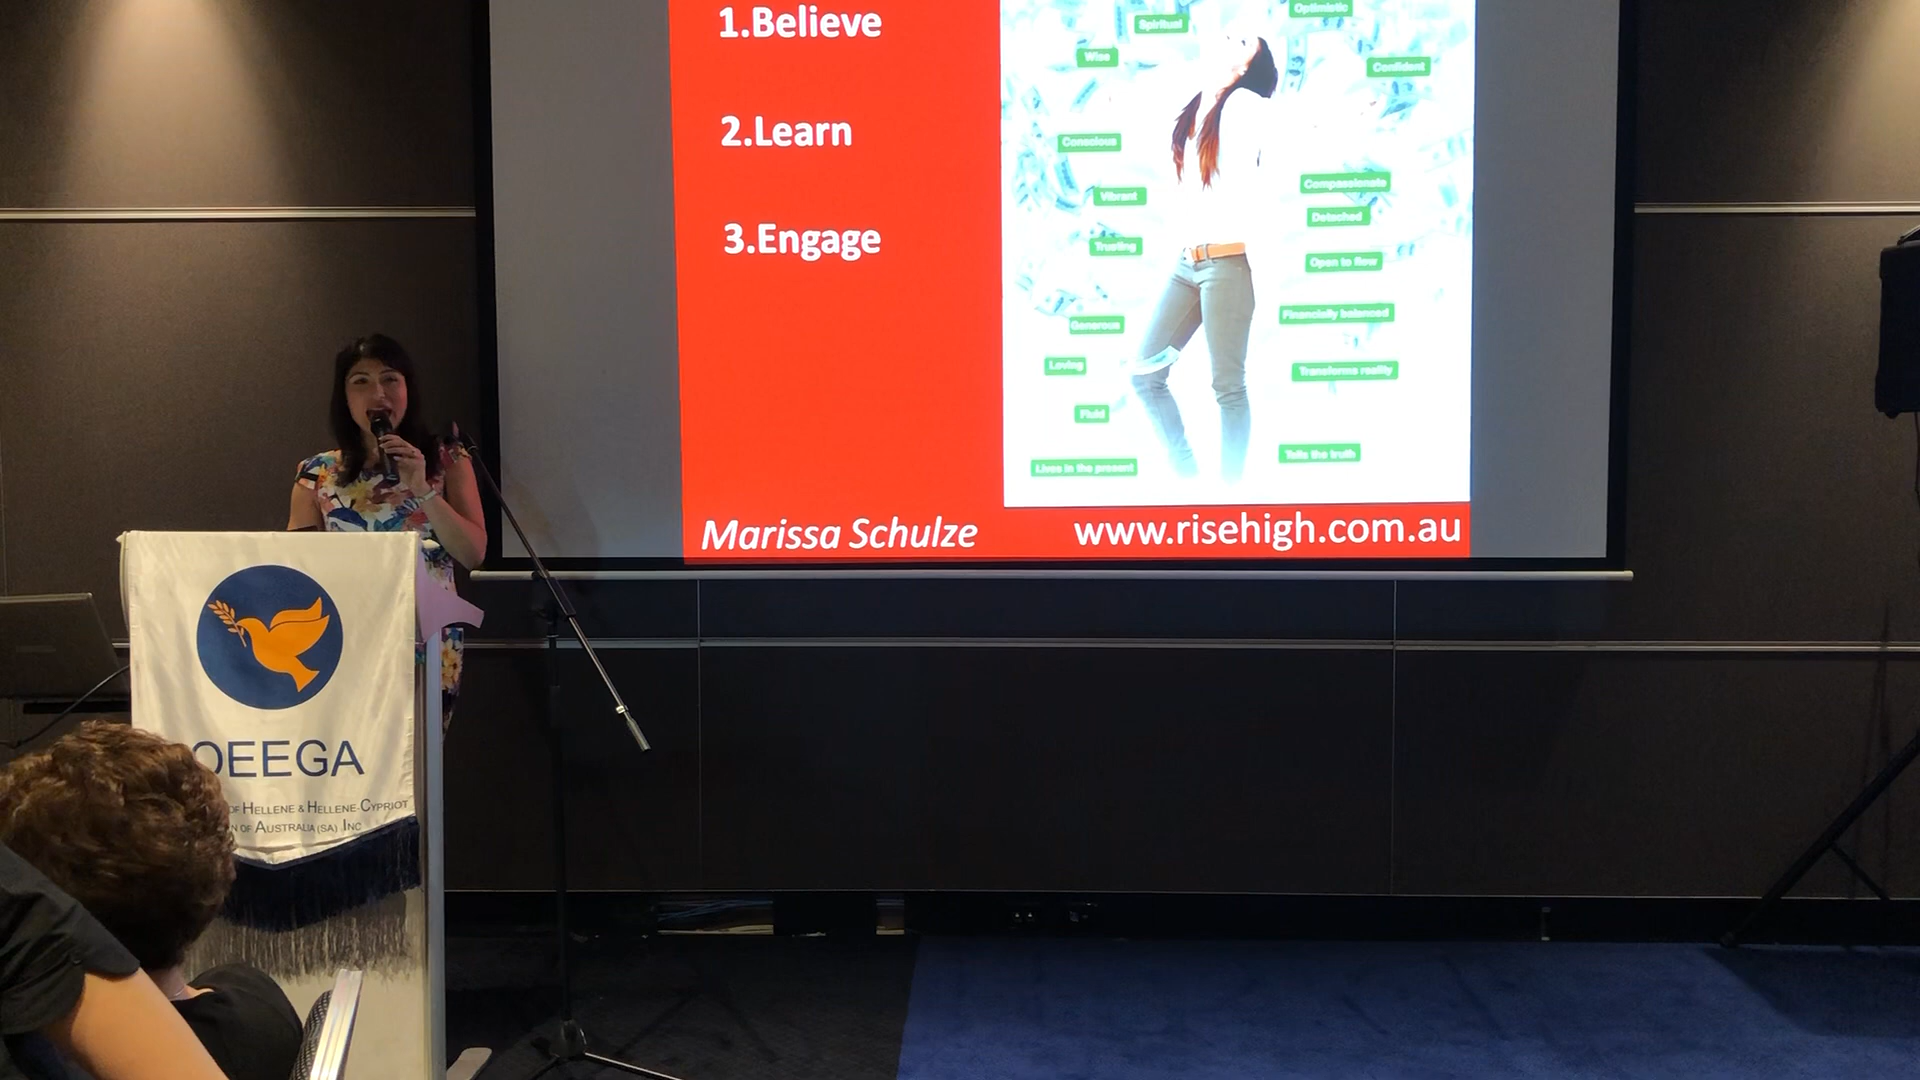 1.Believe
2.Learn
3.Engage
Optimistic
Spiritual
Wise
Confident
Conscious
Compassionate
Vibrant
Detached
Trusting
Open to flow
Financially balanced
Generous
Loving
Transforms reality
Fluid
Tells the truth
Lives in the present
Marissa Schulze
www.risehigh.com.au
OEEGA
OF HELLENE & HELLENE-CYPRIOT
OF AUSTRALIA (SA) INC